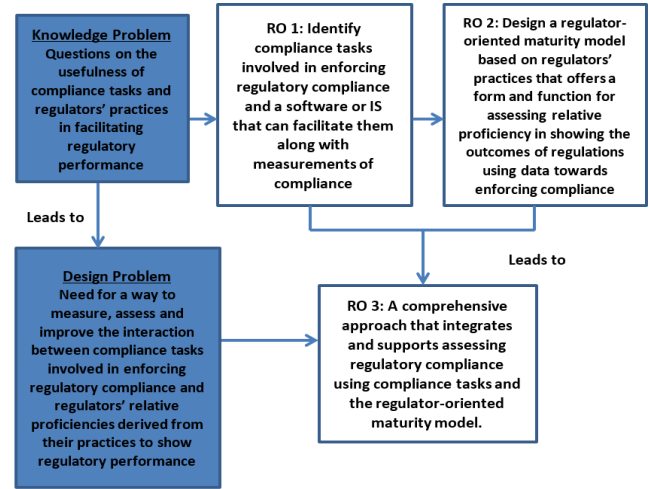 Knowledge Problem
Questions on the
usefulness of
compliance tasks and
regulators' practices
in facilitating
regulatory
performance
RO 1: Identify
compliance tasks
involved in enforcing
regulatory compliance
and a software or IS
that can facilitate them
along with
measurements of
compliance
RO 2: Design a regulator-
oriented maturity model
based on regulators'
practices that offers a
form and function for
assessing relative
proficiency in showing the
outcomes of regulations
using data towards
enforcing compliance
Leads to
Leads to
Design Problem
Need for a way to
measure, assess and
improve the interaction
between compliance tasks
involved in enforcing
regulatory compliance and
regulators' relative
proficiencies derived from
their practices to show
regulatory performance
RO 3: A comprehensive
approach that integrates
and supports assessing
regulatory compliance
using compliance tasks and
the regulator-oriented
maturity model.